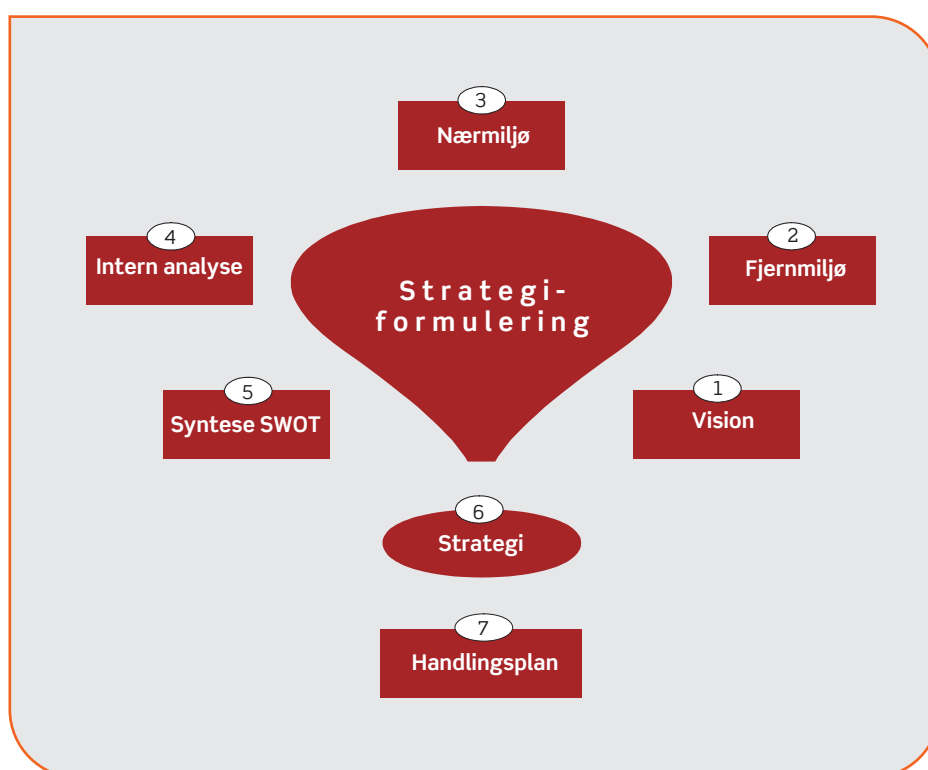 3
Nærmiljø
4
Intern analyse
2
Fjernmiljø
Strategi-
formulering
5
Syntese SWOT
1
Vision
6
Strategi
7
Handlingsplan